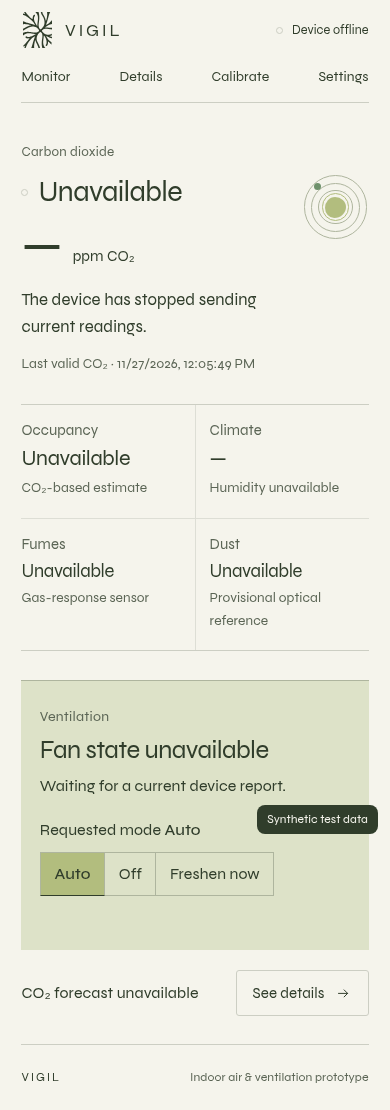 VIGIL
Device offline
Monitor Details Calibrate Settings
Carbon dioxide
Unavailable
— ppm CO₂
The device has stopped sending
current readings.
Last valid CO₂ · 11/27/2026, 12:05:49 PM
Occupancy
Unavailable
CO₂-based estimate
Climate
—
Humidity unavailable
Fumes
Unavailable
Gas-response sensor
Dust
Unavailable
Provisional optical
reference
Ventilation
Fan state unavailable
Waiting for a current device report.
Synthetic test data
Requested mode Auto
Auto Off Freshen now
CO₂ forecast unavailable
See details →
VIGIL
Indoor air & ventilation prototype